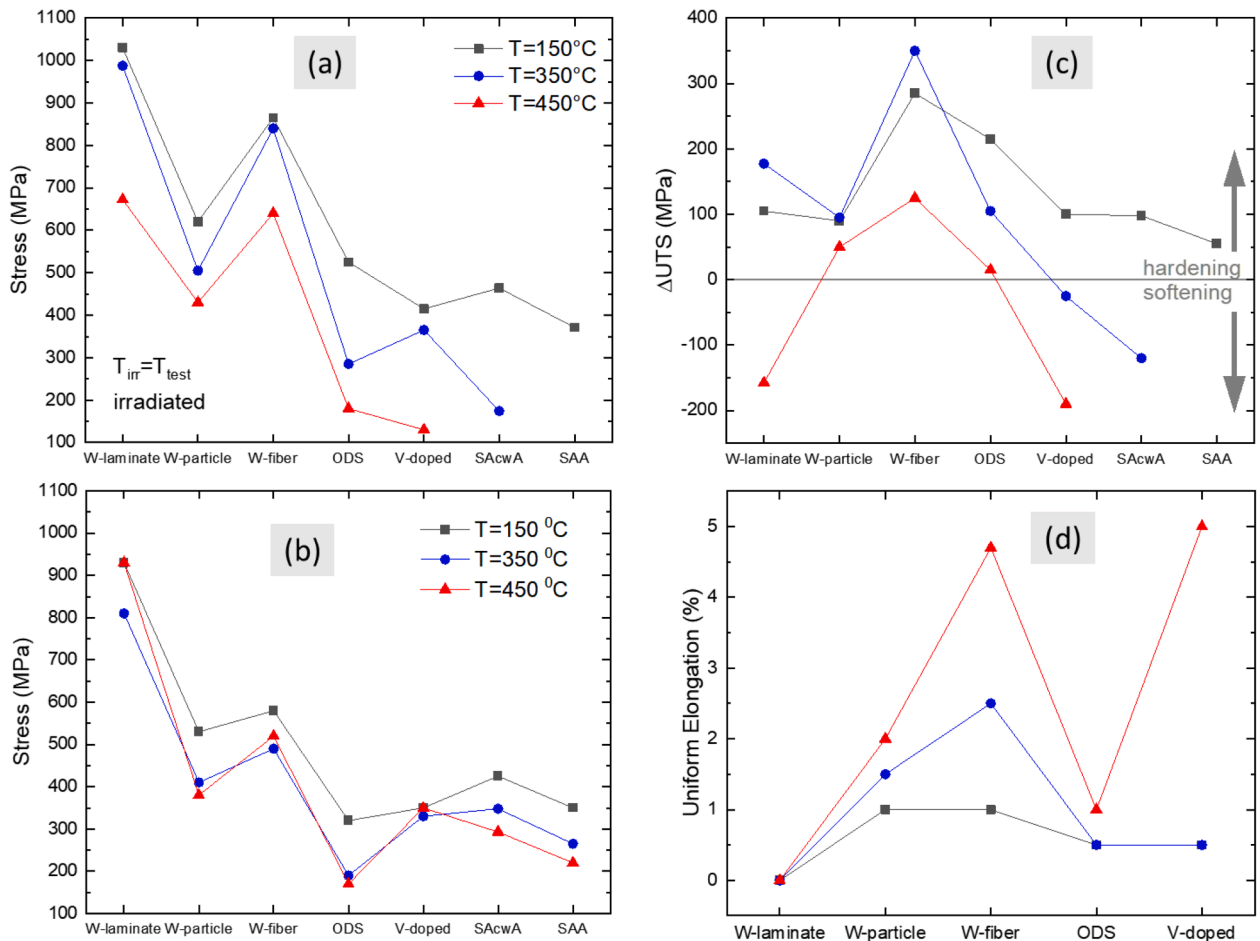 (a)
T=150°C
T=350°C
T=450°C
1100
1000
900
800
700
600
500
400
300
200
100
Stress (MPa)
T_irr=T_test
irradiated
W-laminate W-particle W-fiber ODS V-doped SAcwA SAA
(c)
400
300
200
100
0
-100
-200
ΔUTS (MPa)
hardening
softening
W-laminate W-particle W-fiber ODS V-doped SAcwA SAA
(b)
T=150 ⁰C
T=350 ⁰C
T=450 ⁰C
1100
1000
900
800
700
600
500
400
300
200
100
Stress (MPa)
W-laminate W-particle W-fiber ODS V-doped SAcwA SAA
(d)
5
4
3
2
1
0
Uniform Elongation (%)
W-laminate W-particle W-fiber ODS V-doped